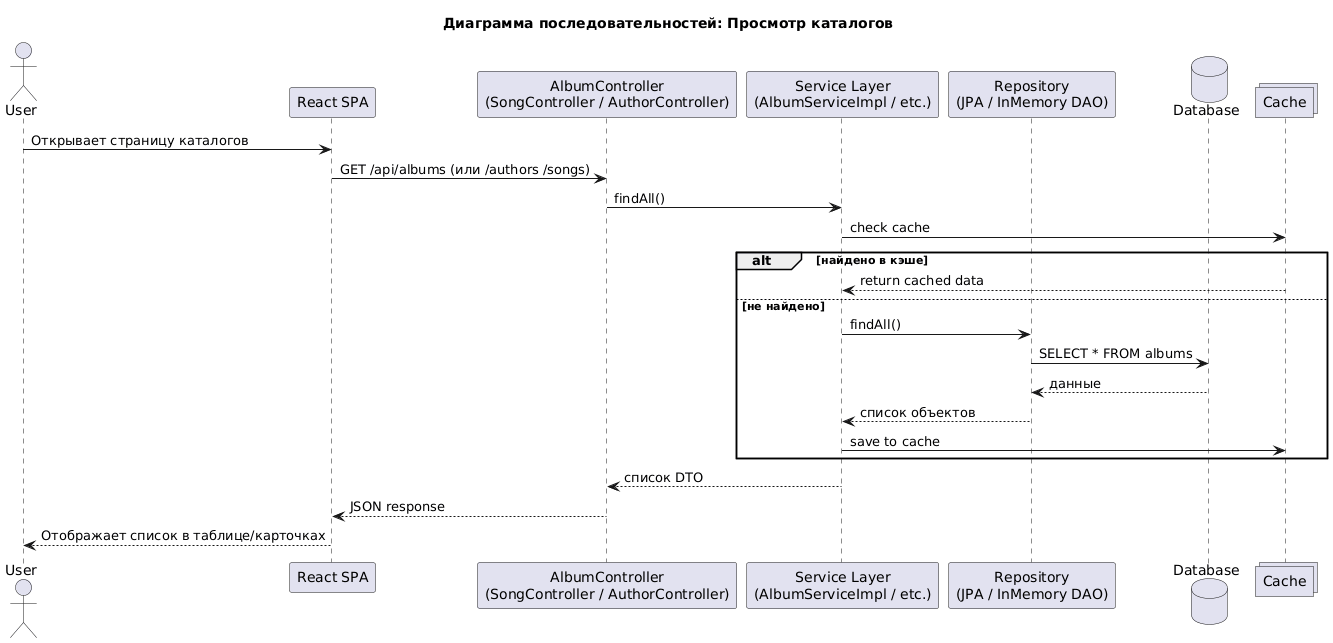 Диаграмма последовательностей: Просмотр каталогов
User
React SPA
AlbumController
(SongController / AuthorController)
Service Layer
(AlbumServiceImpl / etc.)
Repository
(JPA / InMemory DAO)
Database
Cache
Открывает страницу каталогов
GET /api/albums (или /authors /songs)
findAll()
check cache
alt
[найдено в кэше]
return cached data
[не найдено]
findAll()
SELECT * FROM albums
данные
список объектов
save to cache
список DTO
JSON response
Отображает список в таблице/карточках
User
React SPA
AlbumController
(SongController / AuthorController)
Service Layer
(AlbumServiceImpl / etc.)
Repository
(JPA / InMemory DAO)
Database
Cache